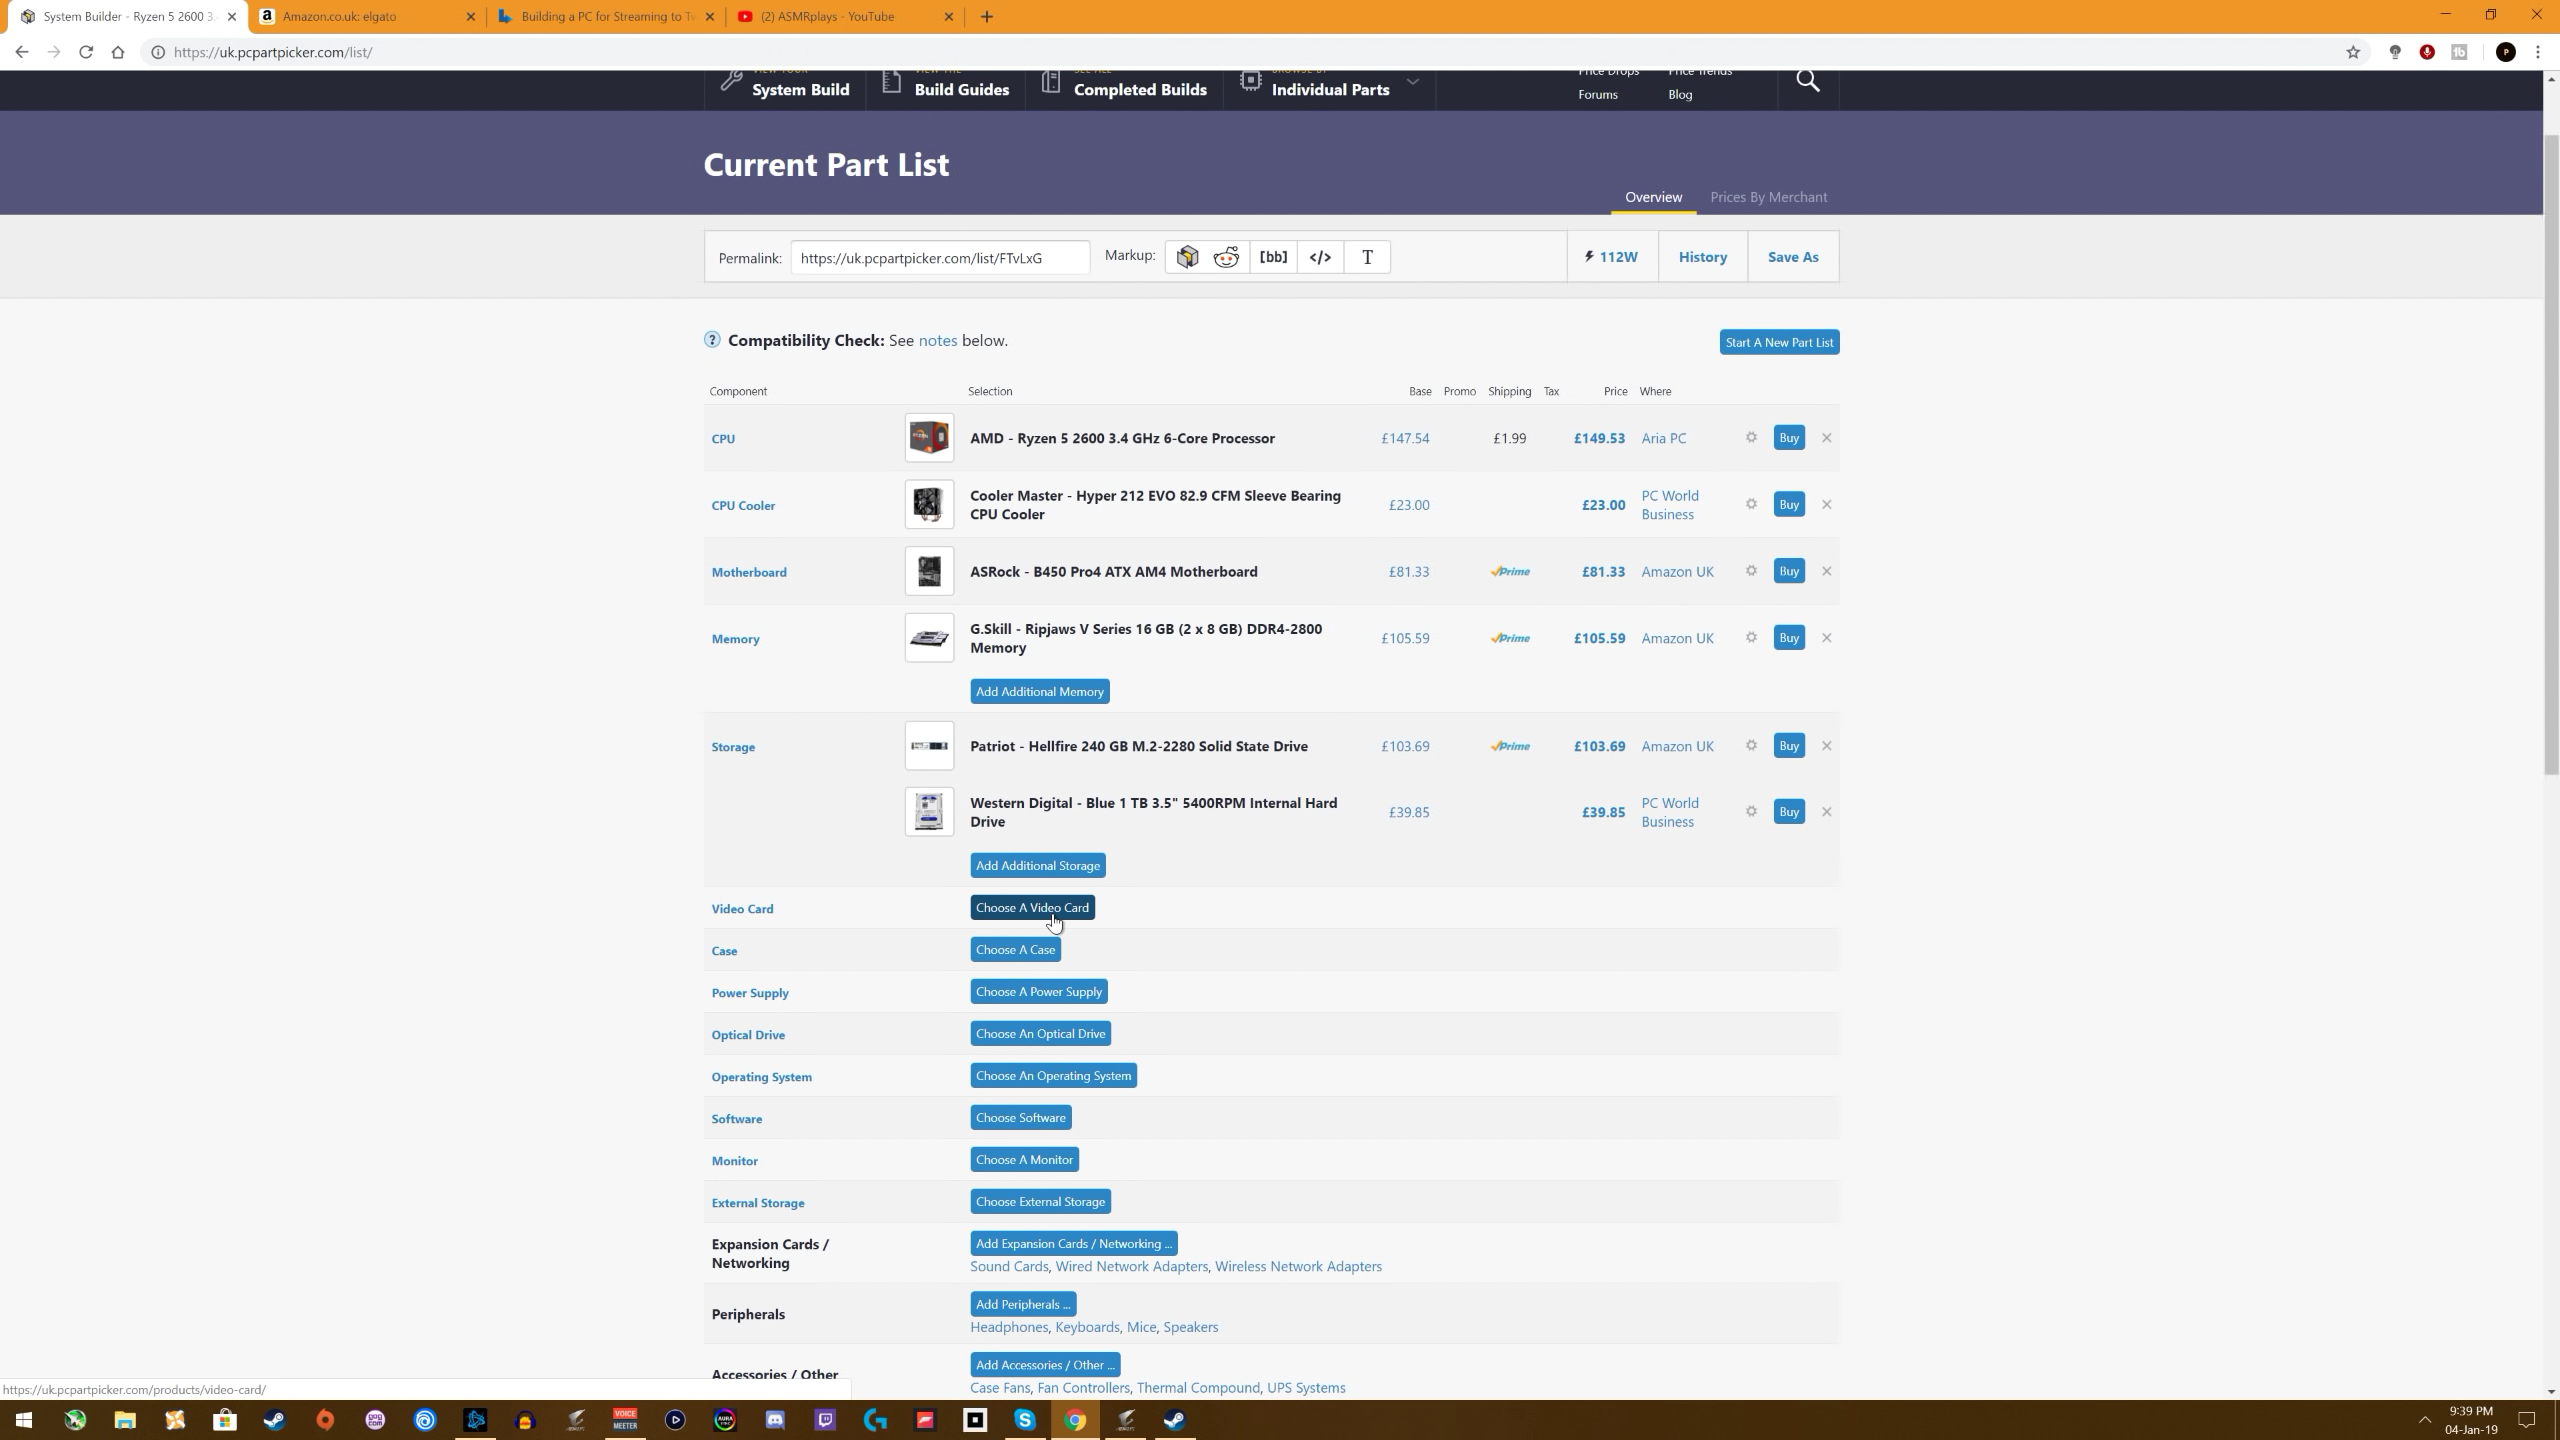 System Builder - Ryzen 5 2600 3.
Amazon.co.uk: elgato
Building a PC for Streaming to Tw
(2) ASMRplays - YouTube
https://uk.pcpartpicker.com/list/
System Build
Build Guides
Completed Builds
Individual Parts
Price Drops
Price Trends
Forums
Blog
Current Part List
Overview
Prices By Merchant
Permalink: https://uk.pcpartpicker.com/list/FTvLxG Markup: [bb] </> T 112W History Save As
Compatibility Check: See notes below.
Start A New Part List
Component Selection Base Promo Shipping Tax Price Where
CPU AMD - Ryzen 5 2600 3.4 GHz 6-Core Processor £147.54 £1.99 £149.53 Aria PC Buy
CPU Cooler Cooler Master - Hyper 212 EVO 82.9 CFM Sleeve Bearing
CPU Cooler £23.00 £23.00 PC World
Business Buy
Motherboard ASRock - B450 Pro4 ATX AM4 Motherboard £81.33 Prime £81.33 Amazon UK Buy
Memory G.Skill - Ripjaws V Series 16 GB (2 x 8 GB) DDR4-2800
Memory £105.59 Prime £105.59 Amazon UK Buy
Add Additional Memory
Storage Patriot - Hellfire 240 GB M.2-2280 Solid State Drive £103.69 Prime £103.69 Amazon UK Buy
Western Digital - Blue 1 TB 3.5" 5400RPM Internal Hard
Drive £39.85 £39.85 PC World
Business Buy
Add Additional Storage
Video Card Choose A Video Card
Case Choose A Case
Power Supply Choose A Power Supply
Optical Drive Choose An Optical Drive
Operating System Choose An Operating System
Software Choose Software
Monitor Choose A Monitor
External Storage Choose External Storage
Expansion Cards /
Networking Add Expansion Cards / Networking ...
Sound Cards, Wired Network Adapters, Wireless Network Adapters
Peripherals Add Peripherals ...
Headphones, Keyboards, Mice, Speakers
Accessories / Other Add Accessories / Other ...
Case Fans, Fan Controllers, Thermal Compound, UPS Systems
https://uk.pcpartpicker.com/products/video-card/
VOICE
MEETER
AURA
9:39 PM
04-Jan-19